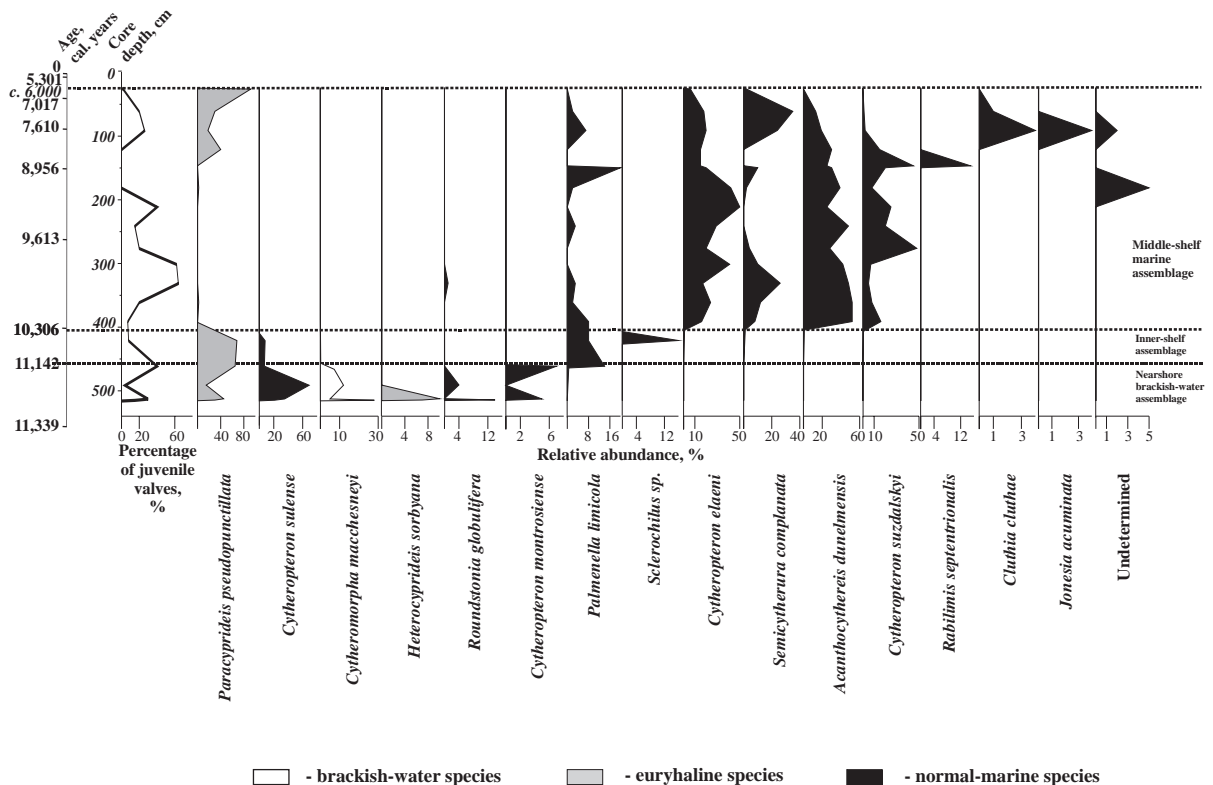 Age,
cal. years
Core
depth, cm
0
5,301
c. 6,000
7,017
7,610
8,956
9,613
10,306
11,142
11,339
0
100
200
300
400
500
Middle-shelf
marine
assemblage
Inner-shelf
assemblage
Nearshore
brackish-water
assemblage
0 20 60
40 80
20 60
10 30
4 8
4 12
2 6
8 16
4 12
10 50
20 40
20 60
10 50
4 12
1 3
1 3
1 3 5
Percentage
of juvenile
valves,
%
Relative abundance, %
Paracyprideis pseudopunctillata
Cytheropteron sulense
Cytheromorpha macchesneyi
Heterocyprideis sorbyana
Roundstonia globulifera
Cytheropteron montrosiense
Palmenella limicola
Sclerochilus sp.
Cytheropteron elaeni
Semicytherura complanata
Acanthocythereis dunelmensis
Cytheropteron suzdalskyi
Rabilimis septentrionalis
Cluthia cluthae
Jonesia acuminata
Undetermined
- brackish-water species
- euryhaline species
- normal-marine species